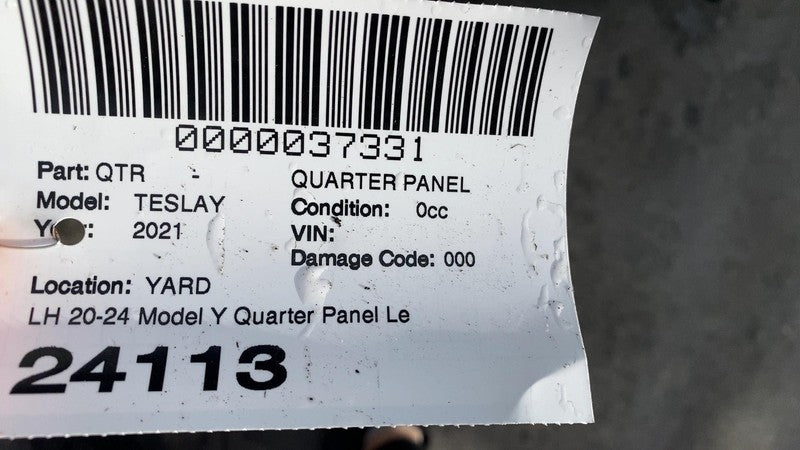 0000037331
Part: QTR - QUARTER PANEL
Model: TESLAY Condition: 0cc
Y : 2021 VIN:
Damage Code: 000
Location: YARD
LH 20-24 Model Y Quarter Panel Le
24113